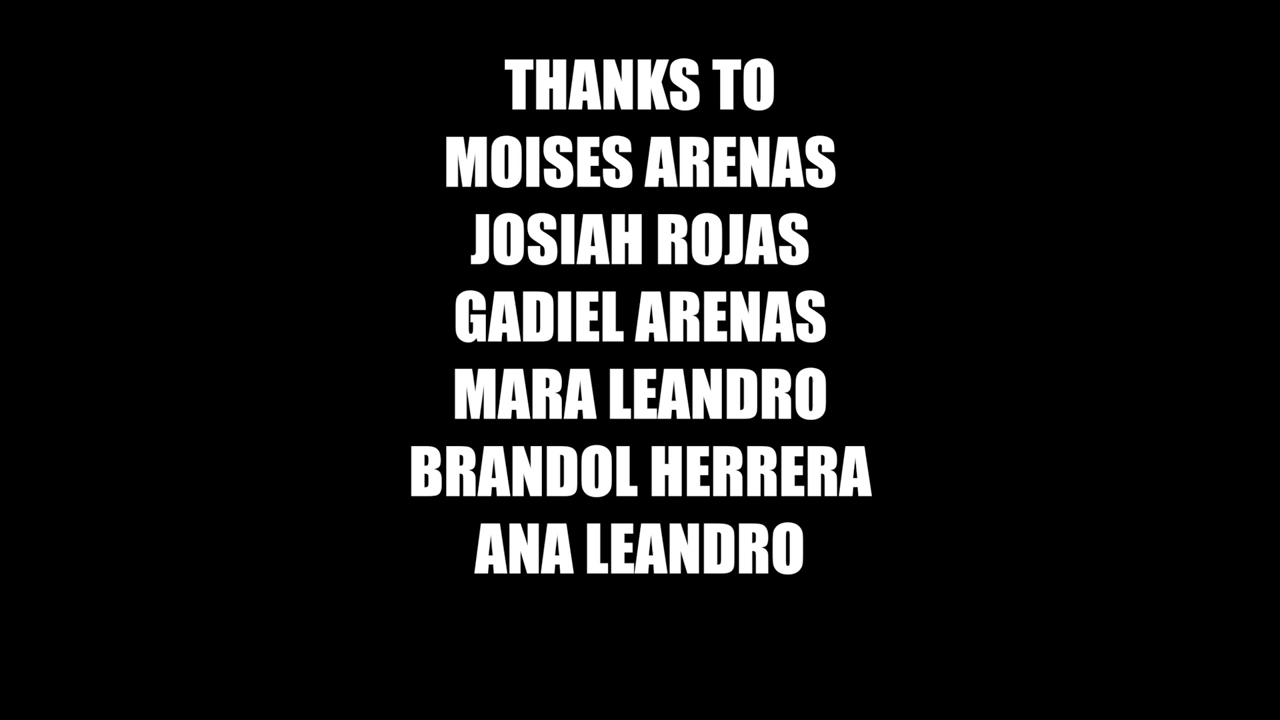 THANKS TO
MOISES ARENAS
JOSIAH ROJAS
GADIEL ARENAS
MARA LEANDRO
BRANDOL HERRERA
ANA LEANDRO